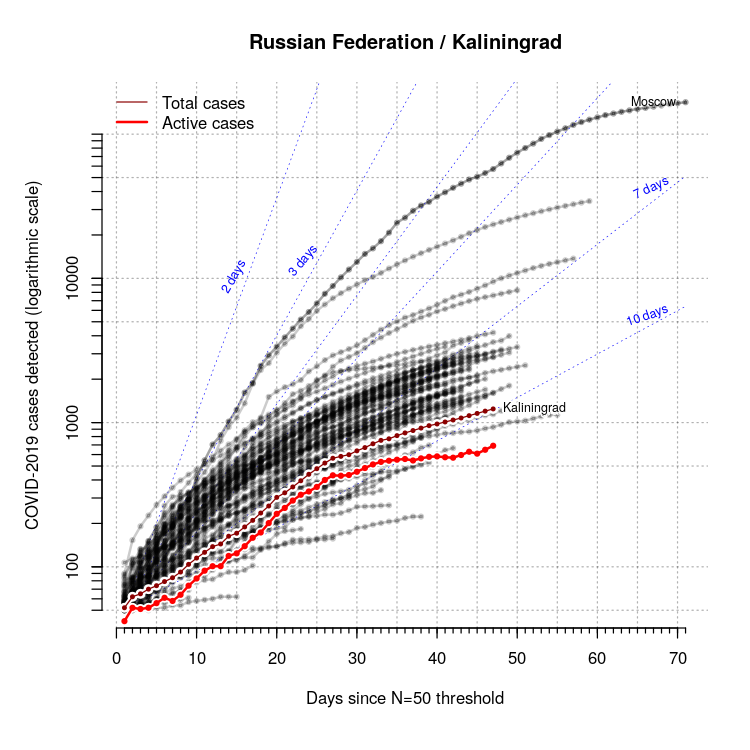 Russian Federation / Kaliningrad
Total cases
Active cases
Moscow
2 days
3 days
7 days
10 days
Kaliningrad
COVID-2019 cases detected (logarithmic scale)
10000
1000
100
0 10 20 30 40 50 60 70
Days since N=50 threshold